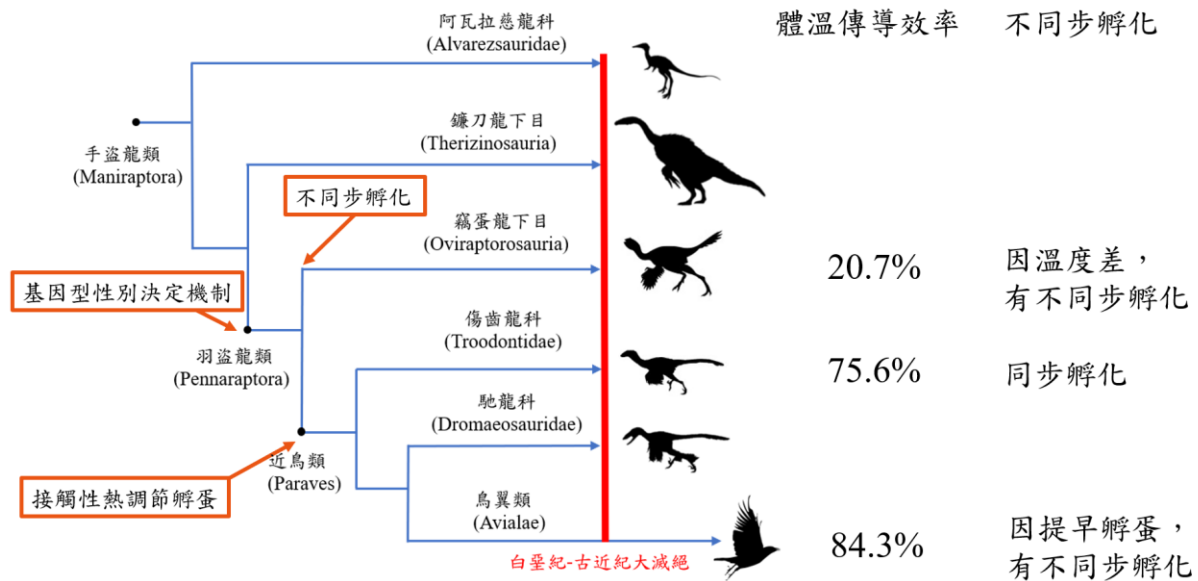 體溫傳導效率
不同步孵化
阿瓦拉慈龍科
(Alvarezsauridae)
手盜龍類
(Maniraptora)
鐮刀龍下目
(Therizinosauria)
不同步孵化
竊蛋龍下目
(Oviraptorosauria)
20.7%
因溫度差，
有不同步孵化
基因型性別決定機制
羽盜龍類
(Pennaraptora)
傷齒龍科
(Troodontidae)
75.6%
同步孵化
馳龍科
(Dromaeosauridae)
近鳥類
(Paraves)
接觸性熱調節孵蛋
鳥翼類
(Avialae)
84.3%
因提早孵蛋，
有不同步孵化
白堊紀-古近紀大滅絕